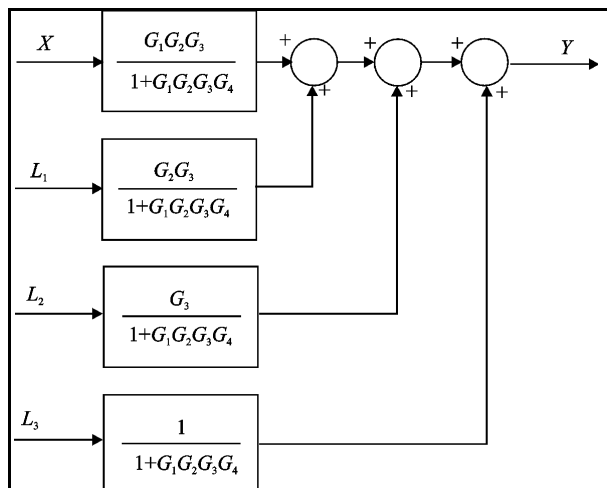 X
G₁G₂G₃
1+G₁G₂G₃G₄
+ + + Y
+ + +
L₁
G₂G₃
1+G₁G₂G₃G₄
L₂
G₃
1+G₁G₂G₃G₄
L₃
1
1+G₁G₂G₃G₄